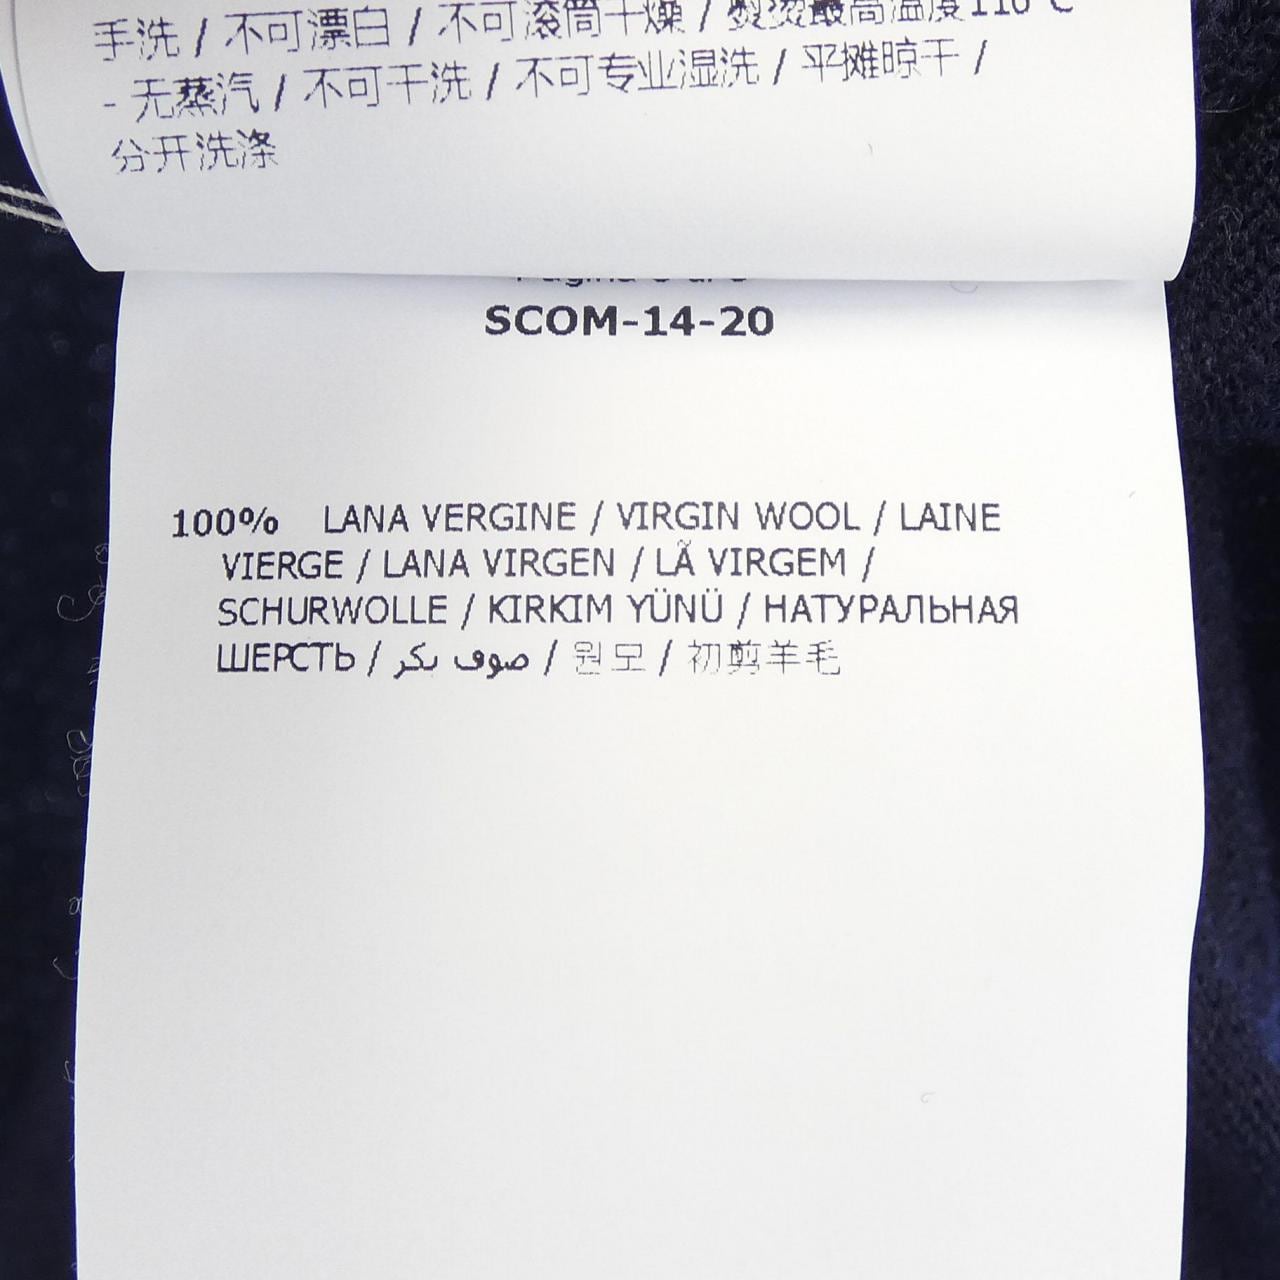 手洗 / 不可漂白 / 不可滚筒干燥 / 熨烫最高温度110°C
- 无蒸汽 / 不可干洗 / 不可专业湿洗 / 平摊晾干 /
分开洗涤
SCOM-14-20
100% LANA VERGINE / VIRGIN WOOL / LAINE
VIERGE / LANA VIRGEN / LÃ VIRGEM /
SCHURWOLLE / KIRKIM YÜNÜ / НАТУРАЛЬНАЯ
ШЕРСТЬ / صوف بكر / 원모 / 初剪羊毛